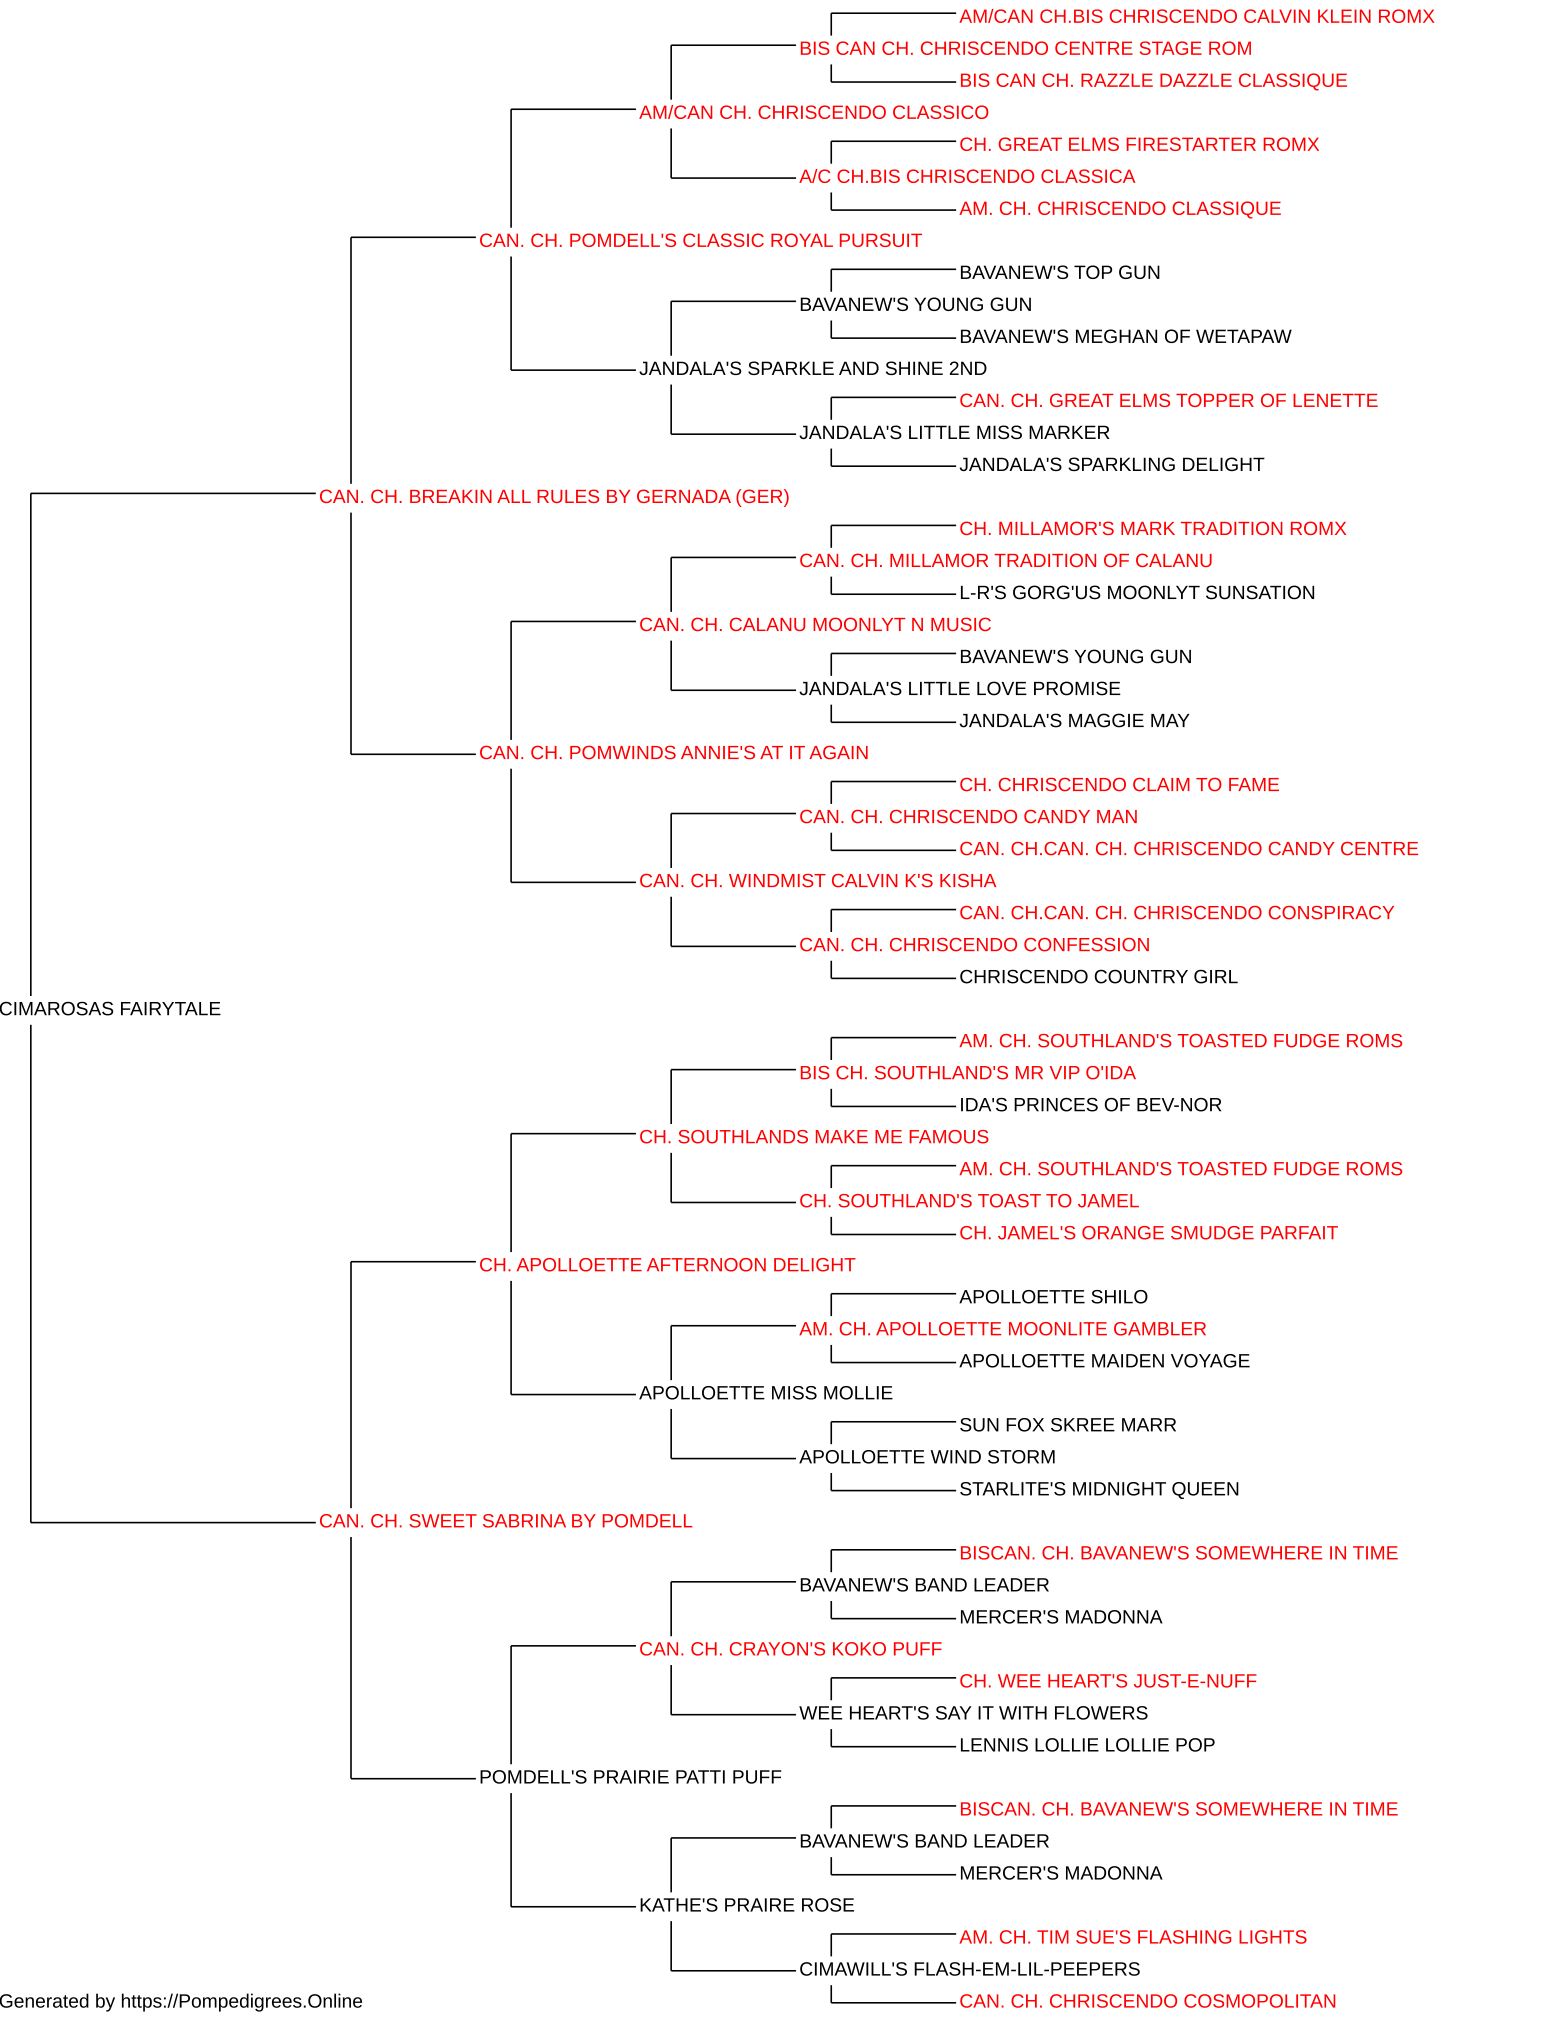 AM/CAN CH.BIS CHRISCENDO CALVIN KLEIN ROMX
BIS CAN CH. CHRISCENDO CENTRE STAGE ROM
BIS CAN CH. RAZZLE DAZZLE CLASSIQUE
AM/CAN CH. CHRISCENDO CLASSICO
CH. GREAT ELMS FIRESTARTER ROMX
A/C CH.BIS CHRISCENDO CLASSICA
AM. CH. CHRISCENDO CLASSIQUE
CAN. CH. POMDELL'S CLASSIC ROYAL PURSUIT
BAVANEW'S TOP GUN
BAVANEW'S YOUNG GUN
BAVANEW'S MEGHAN OF WETAPAW
JANDALA'S SPARKLE AND SHINE 2ND
CAN. CH. GREAT ELMS TOPPER OF LENETTE
JANDALA'S LITTLE MISS MARKER
JANDALA'S SPARKLING DELIGHT
CAN. CH. BREAKIN ALL RULES BY GERNADA (GER)
CH. MILLAMOR'S MARK TRADITION ROMX
CAN. CH. MILLAMOR TRADITION OF CALANU
L-R'S GORG'US MOONLYT SUNSATION
CAN. CH. CALANU MOONLYT N MUSIC
BAVANEW'S YOUNG GUN
JANDALA'S LITTLE LOVE PROMISE
JANDALA'S MAGGIE MAY
CAN. CH. POMWINDS ANNIE'S AT IT AGAIN
CH. CHRISCENDO CLAIM TO FAME
CAN. CH. CHRISCENDO CANDY MAN
CAN. CH.CAN. CH. CHRISCENDO CANDY CENTRE
CAN. CH. WINDMIST CALVIN K'S KISHA
CAN. CH.CAN. CH. CHRISCENDO CONSPIRACY
CAN. CH. CHRISCENDO CONFESSION
CHRISCENDO COUNTRY GIRL
CIMAROSAS FAIRYTALE
AM. CH. SOUTHLAND'S TOASTED FUDGE ROMS
BIS CH. SOUTHLAND'S MR VIP O'IDA
IDA'S PRINCES OF BEV-NOR
CH. SOUTHLANDS MAKE ME FAMOUS
AM. CH. SOUTHLAND'S TOASTED FUDGE ROMS
CH. SOUTHLAND'S TOAST TO JAMEL
CH. JAMEL'S ORANGE SMUDGE PARFAIT
CH. APOLLOETTE AFTERNOON DELIGHT
APOLLOETTE SHILO
AM. CH. APOLLOETTE MOONLITE GAMBLER
APOLLOETTE MAIDEN VOYAGE
APOLLOETTE MISS MOLLIE
SUN FOX SKREE MARR
APOLLOETTE WIND STORM
STARLITE'S MIDNIGHT QUEEN
CAN. CH. SWEET SABRINA BY POMDELL
BISCAN. CH. BAVANEW'S SOMEWHERE IN TIME
BAVANEW'S BAND LEADER
MERCER'S MADONNA
CAN. CH. CRAYON'S KOKO PUFF
CH. WEE HEART'S JUST-E-NUFF
WEE HEART'S SAY IT WITH FLOWERS
LENNIS LOLLIE LOLLIE POP
POMDELL'S PRAIRIE PATTI PUFF
BISCAN. CH. BAVANEW'S SOMEWHERE IN TIME
BAVANEW'S BAND LEADER
MERCER'S MADONNA
KATHE'S PRAIRE ROSE
AM. CH. TIM SUE'S FLASHING LIGHTS
CIMAWILL'S FLASH-EM-LIL-PEEPERS
CAN. CH. CHRISCENDO COSMOPOLITAN
Generated by https://Pompedigrees.Online